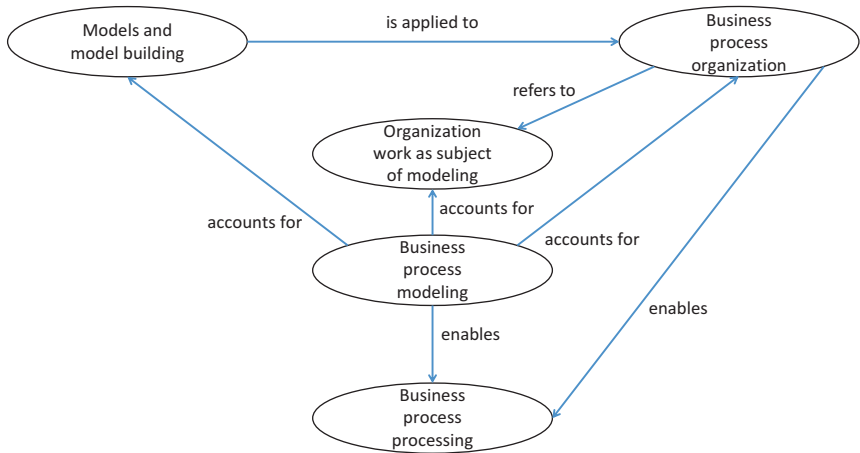 Models and
model building
is applied to
Business
process
organization
refers to
Organization
work as subject
of modeling
accounts for
accounts for
accounts for
Business
process
modeling
enables
enables
Business
process
processing